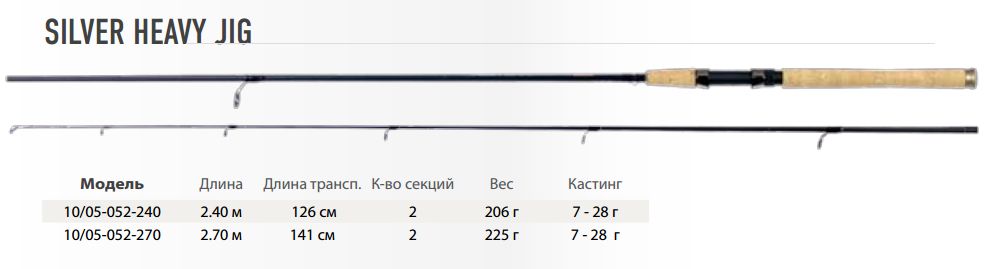 SILVER HEAVY JIG
Модель Длина Длина трансп. К-во секций Вес Кастинг
10/05-052-240 2.40 м 126 см 2 206 г 7 - 28 г
10/05-052-270 2.70 м 141 см 2 225 г 7 - 28 г